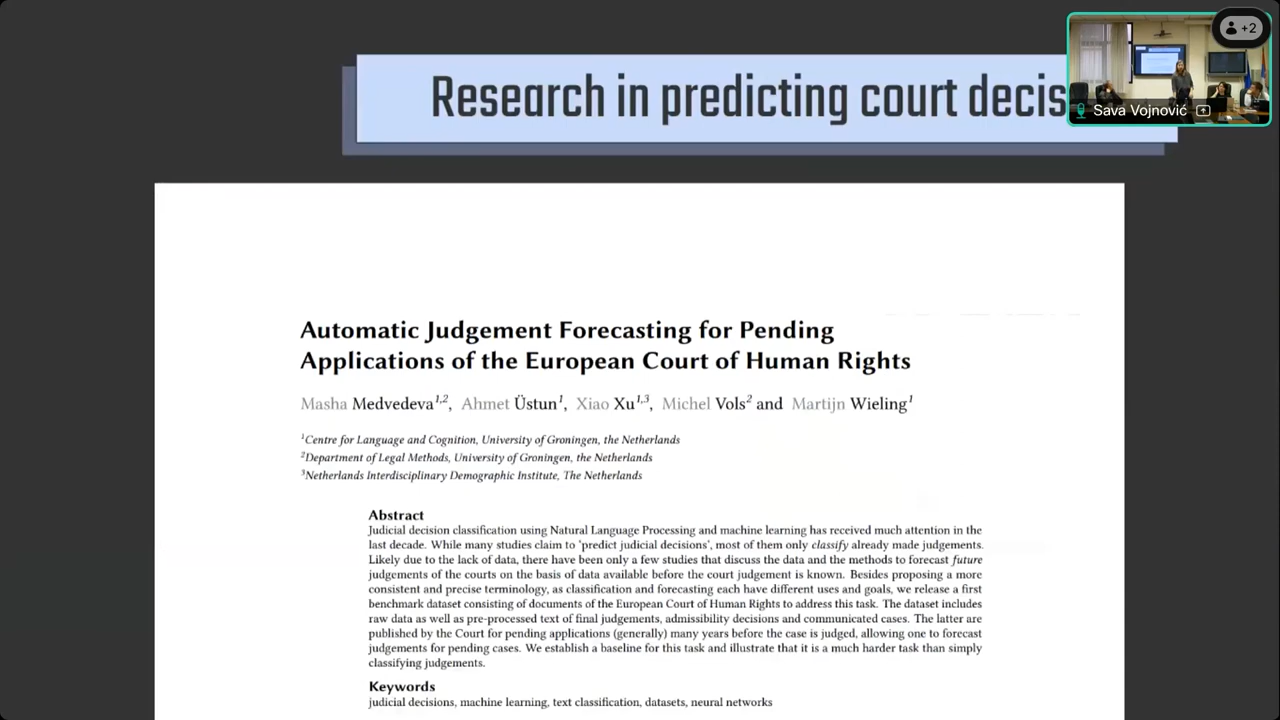 Research in predicting court decis
+2
Sava Vojnović
Automatic Judgement Forecasting for Pending
Applications of the European Court of Human Rights
Masha Medvedeva1,2, Ahmet Üstun1, Xiao Xu1,3, Michel Vols2 and Martijn Wieling1
1Centre for Language and Cognition, University of Groningen, the Netherlands
2Department of Legal Methods, University of Groningen, the Netherlands
3Netherlands Interdisciplinary Demographic Institute, The Netherlands
Abstract
Judicial decision classification using Natural Language Processing and machine learning has received much attention in the
last decade. While many studies claim to 'predict judicial decisions', most of them only classify already made judgements.
Likely due to the lack of data, there have been only a few studies that discuss the data and the methods to forecast future
judgements of the courts on the basis of data available before the court judgement is known. Besides proposing a more
consistent and precise terminology, as classification and forecasting each have different uses and goals, we release a first
benchmark dataset consisting of documents of the European Court of Human Rights to address this task. The dataset includes
raw data as well as pre-processed text of final judgements, admissibility decisions and communicated cases. The latter are
published by the Court for pending applications (generally) many years before the case is judged, allowing one to forecast
judgements for pending cases. We establish a baseline for this task and illustrate that it is a much harder task than simply
classifying judgements.
Keywords
judicial decisions, machine learning, text classification, datasets, neural networks